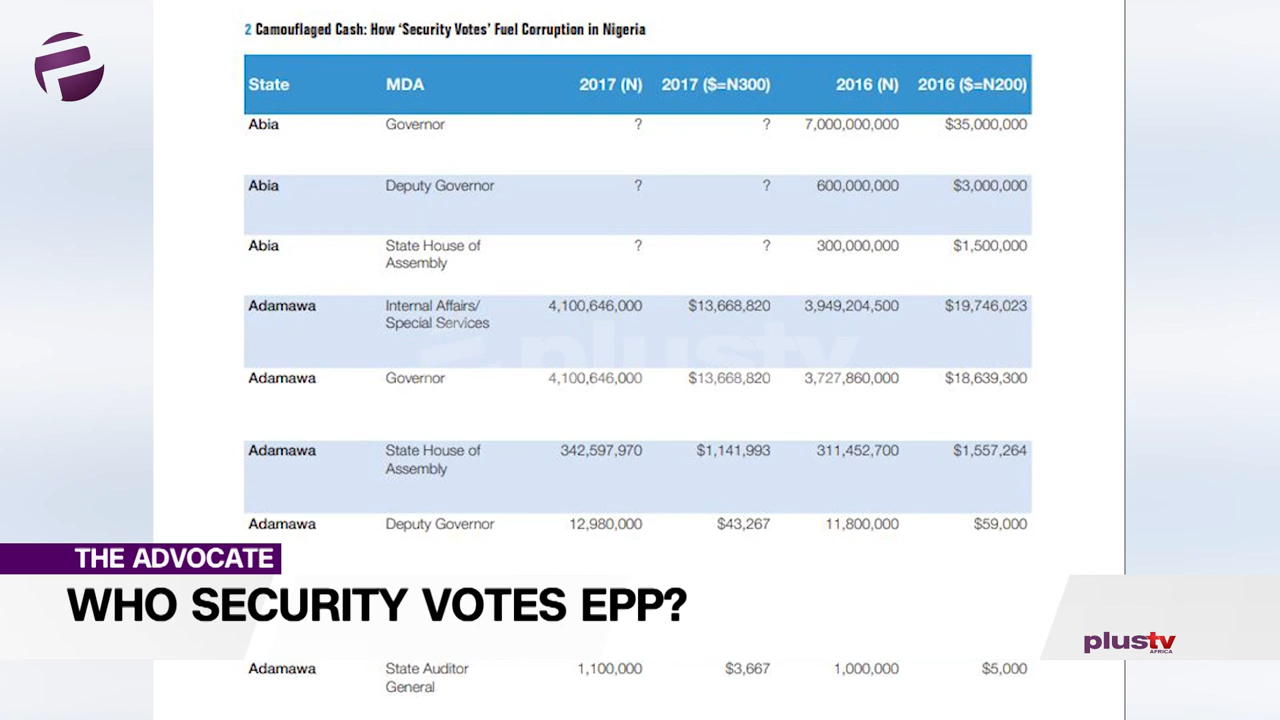 2 Camouflaged Cash: How ‘Security Votes’ Fuel Corruption in Nigeria
State MDA 2017 (N) 2017 ($=N300) 2016 (N) 2016 ($=N200)
Abia Governor ? ? 7,000,000,000 $35,000,000
Abia Deputy Governor ? ? 600,000,000 $3,000,000
Abia State House of ? ? 300,000,000 $1,500,000
Assembly
Adamawa Internal Affairs/ 4,100,646,000 $13,668,820 3,949,204,500 $19,746,023
Special Services
plustv
Adamawa Governor 4,100,646,000 $13,668,820 3,727,860,000 $18,639,300
Adamawa State House of 342,597,970 $1,141,993 311,452,700 $1,557,264
Assembly
Adamawa Deputy Governor 12,980,000 $43,267 11,800,000 $59,000
THE ADVOCATE
WHO SECURITY VOTES EPP?
plustv
AFRICA
Adamawa State Auditor 1,100,000 $3,667 1,000,000 $5,000
General